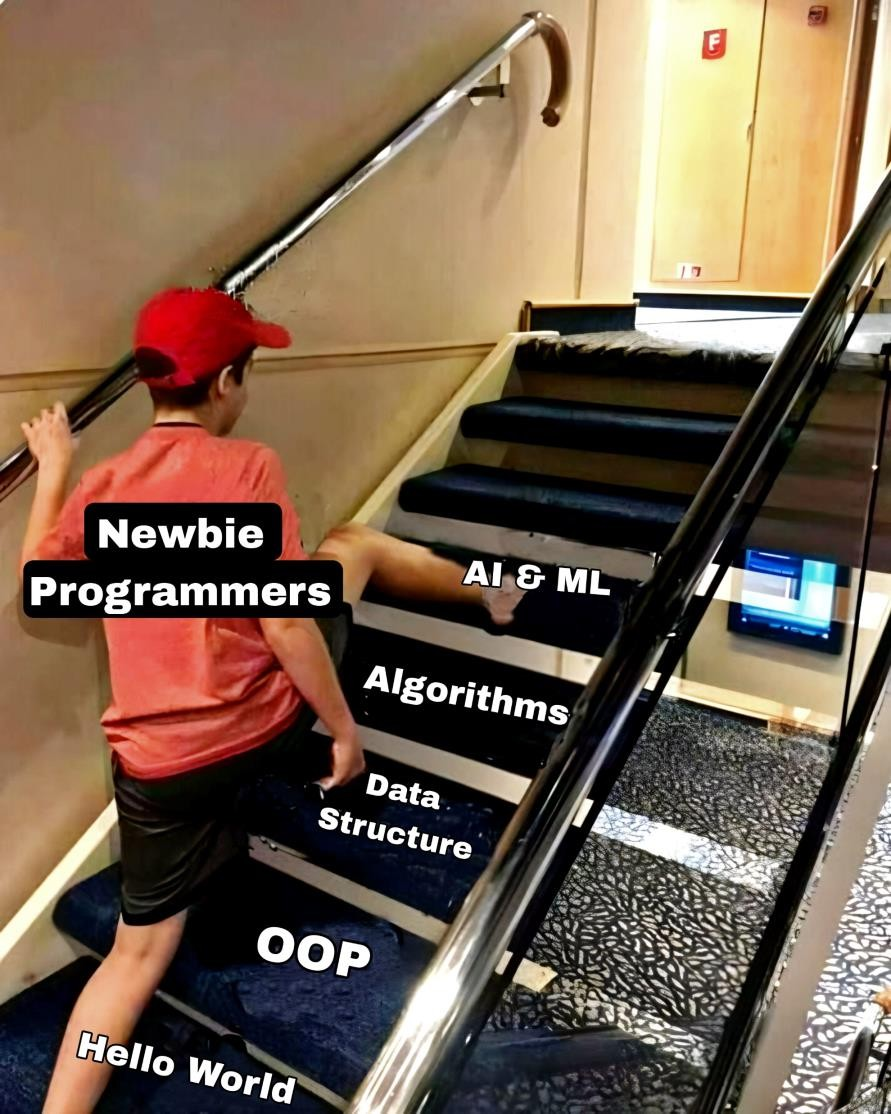 F
Newbie
Programmers
AI & ML
Algorithms
Data
Structure
OOP
Hello World